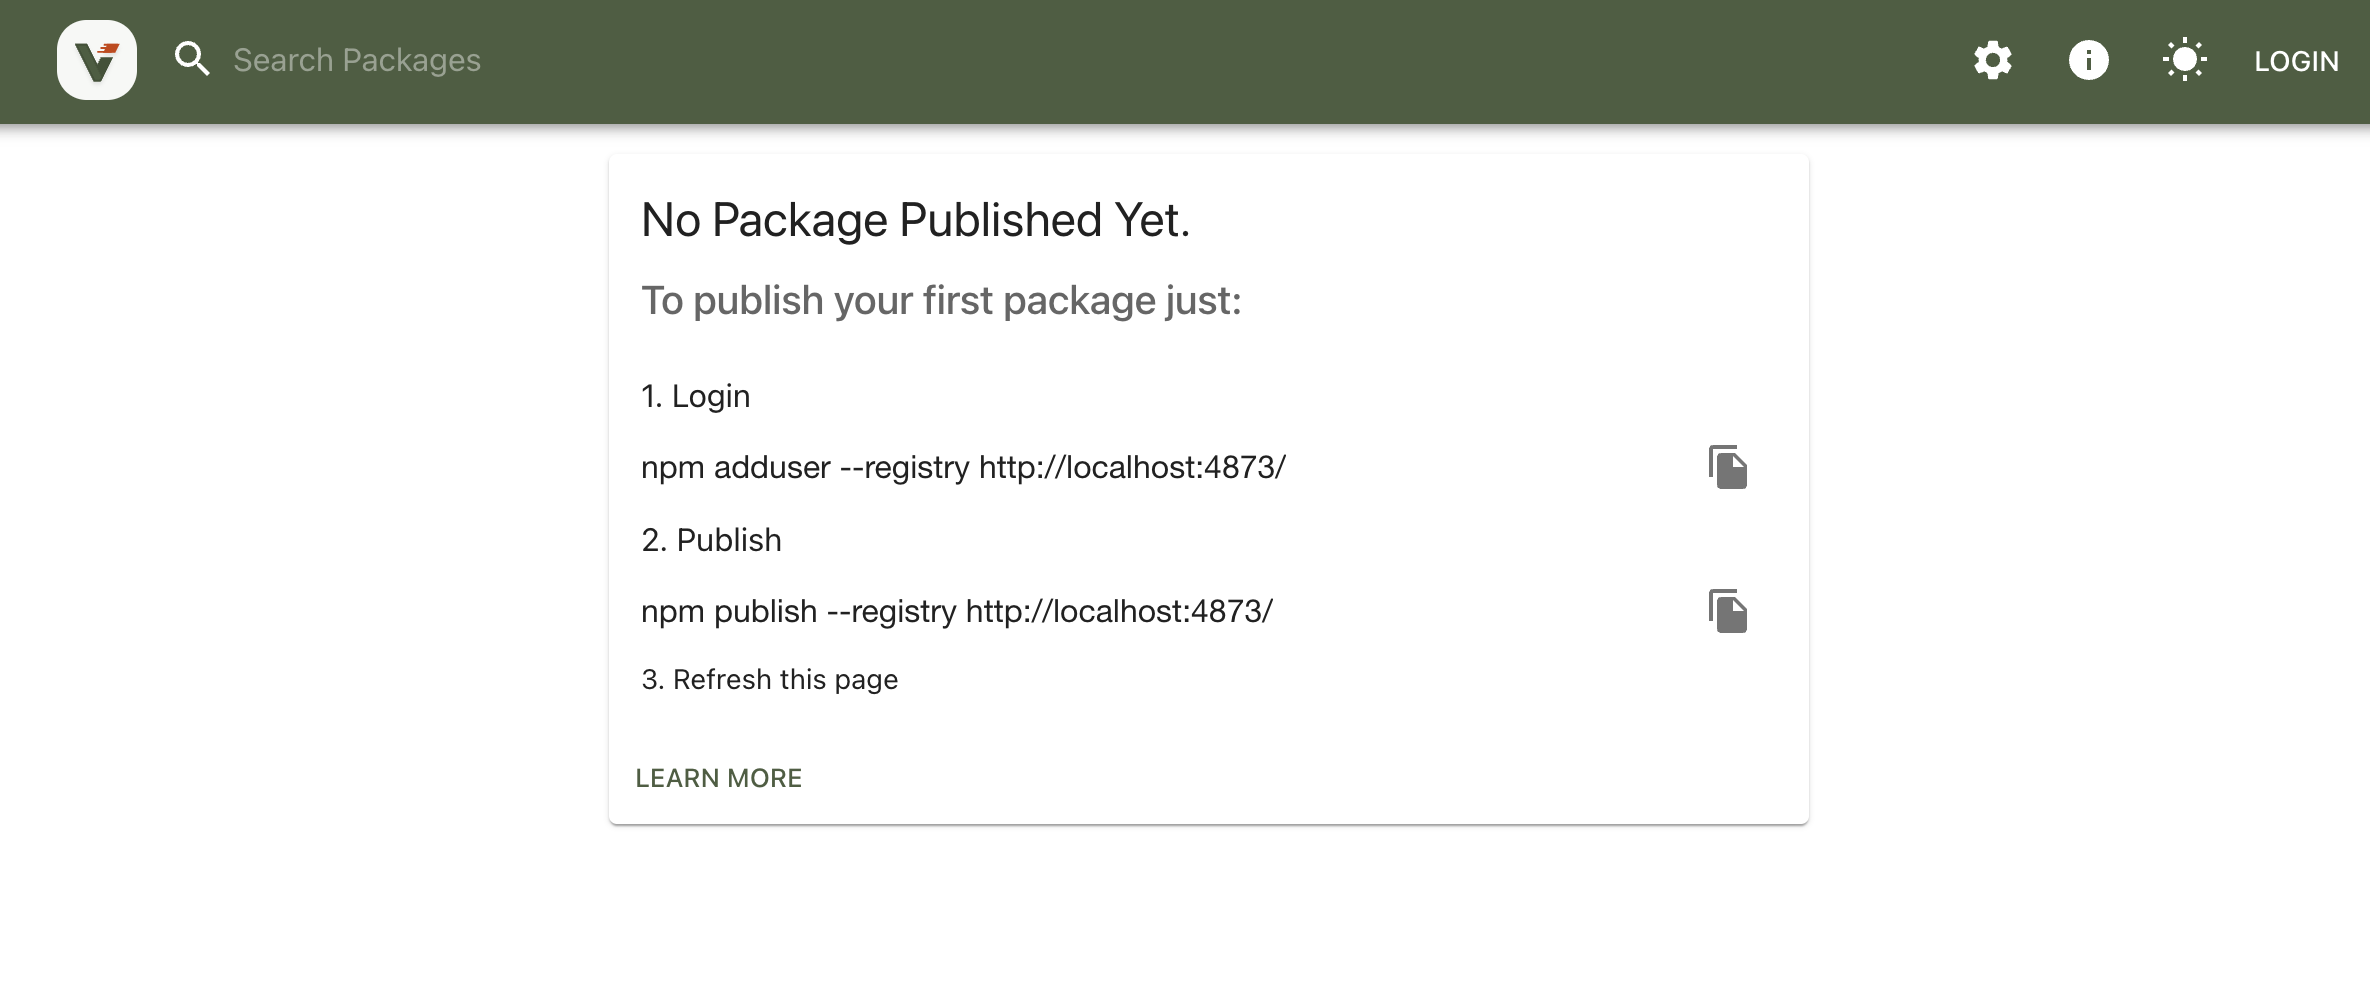 Search Packages
LOGIN
No Package Published Yet.
To publish your first package just:
1. Login
npm adduser --registry http://localhost:4873/
2. Publish
npm publish --registry http://localhost:4873/
3. Refresh this page
LEARN MORE